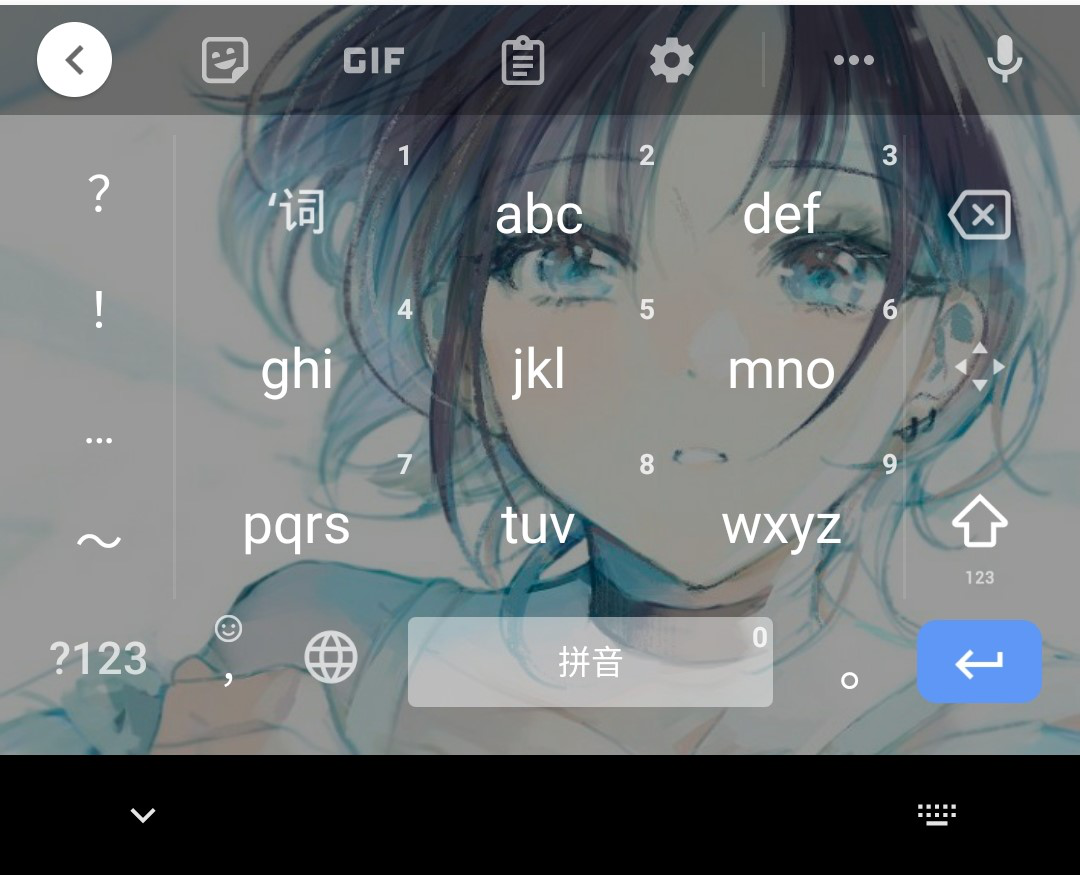 GIF
? 1 2 3
‘词 abc def
! 4 5 6
ghi jkl mno
… 7 8 9
～ pqrs tuv wxyz
123
?123 , 拼音 0 。